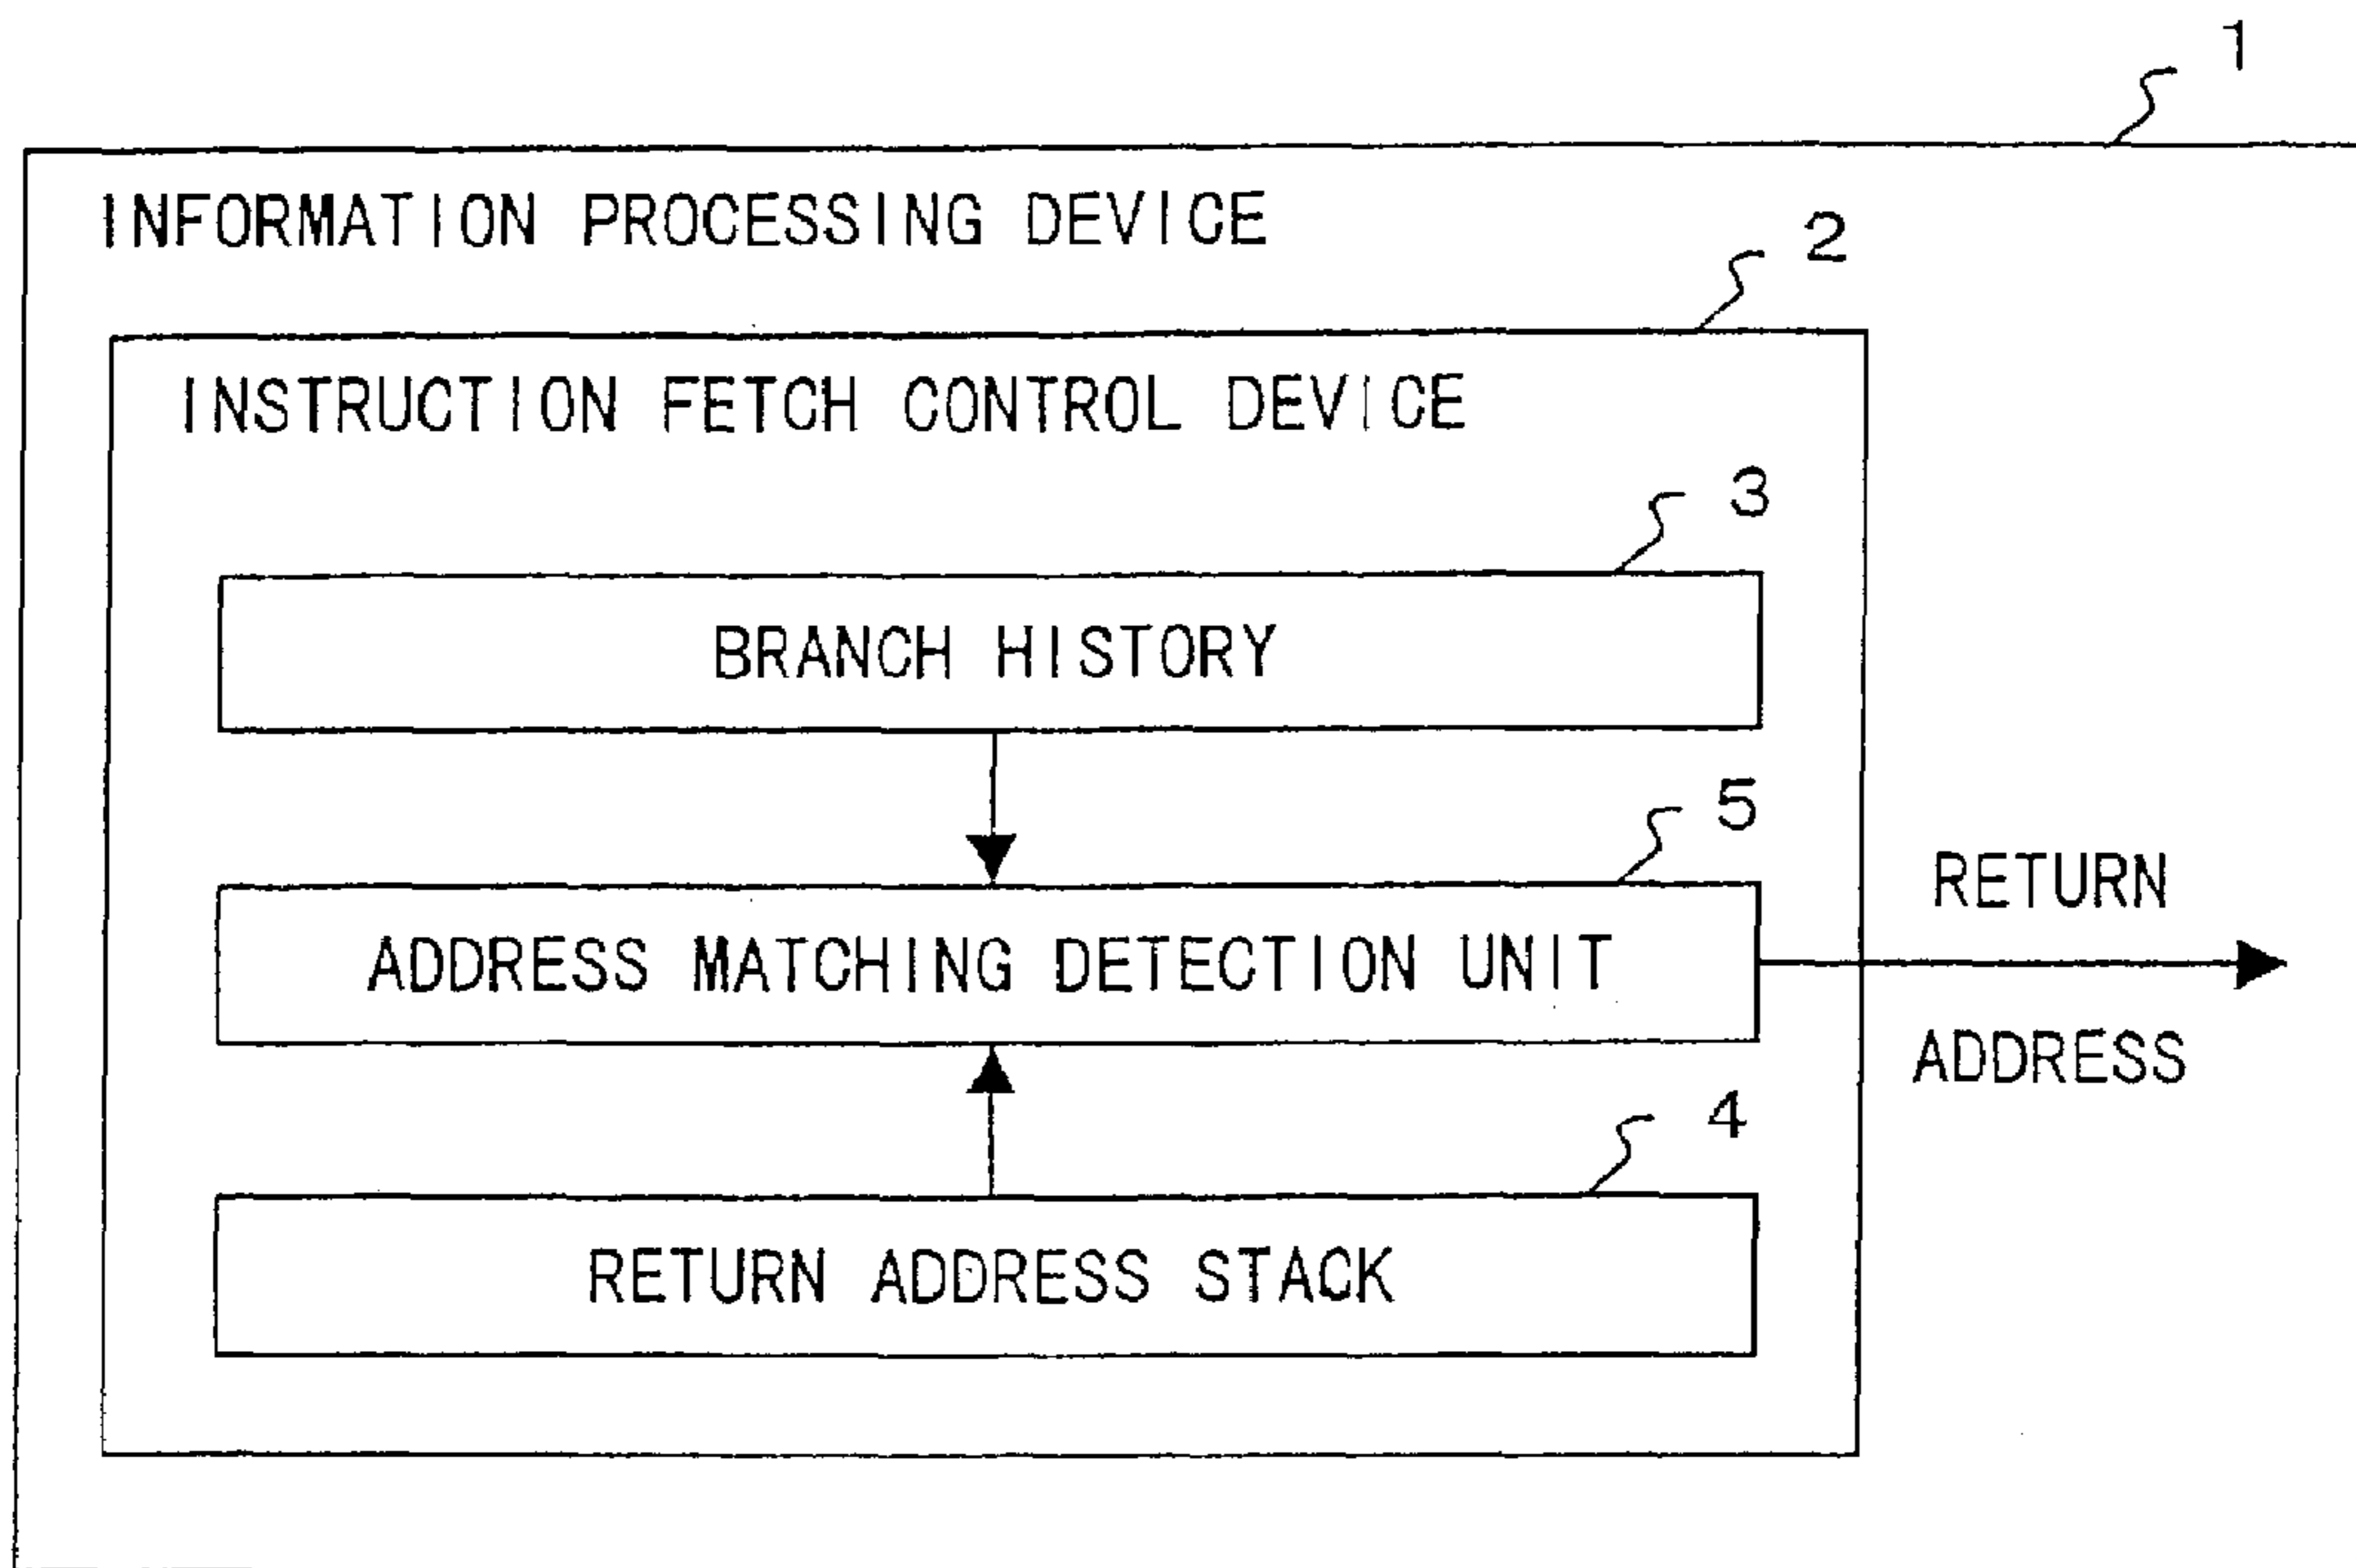 1
INFORMATION PROCESSING DEVICE
2
INSTRUCTION FETCH CONTROL DEVICE
3
BRANCH HISTORY
5
ADDRESS MATCHING DETECTION UNIT
RETURN
ADDRESS
4
RETURN ADDRESS STACK